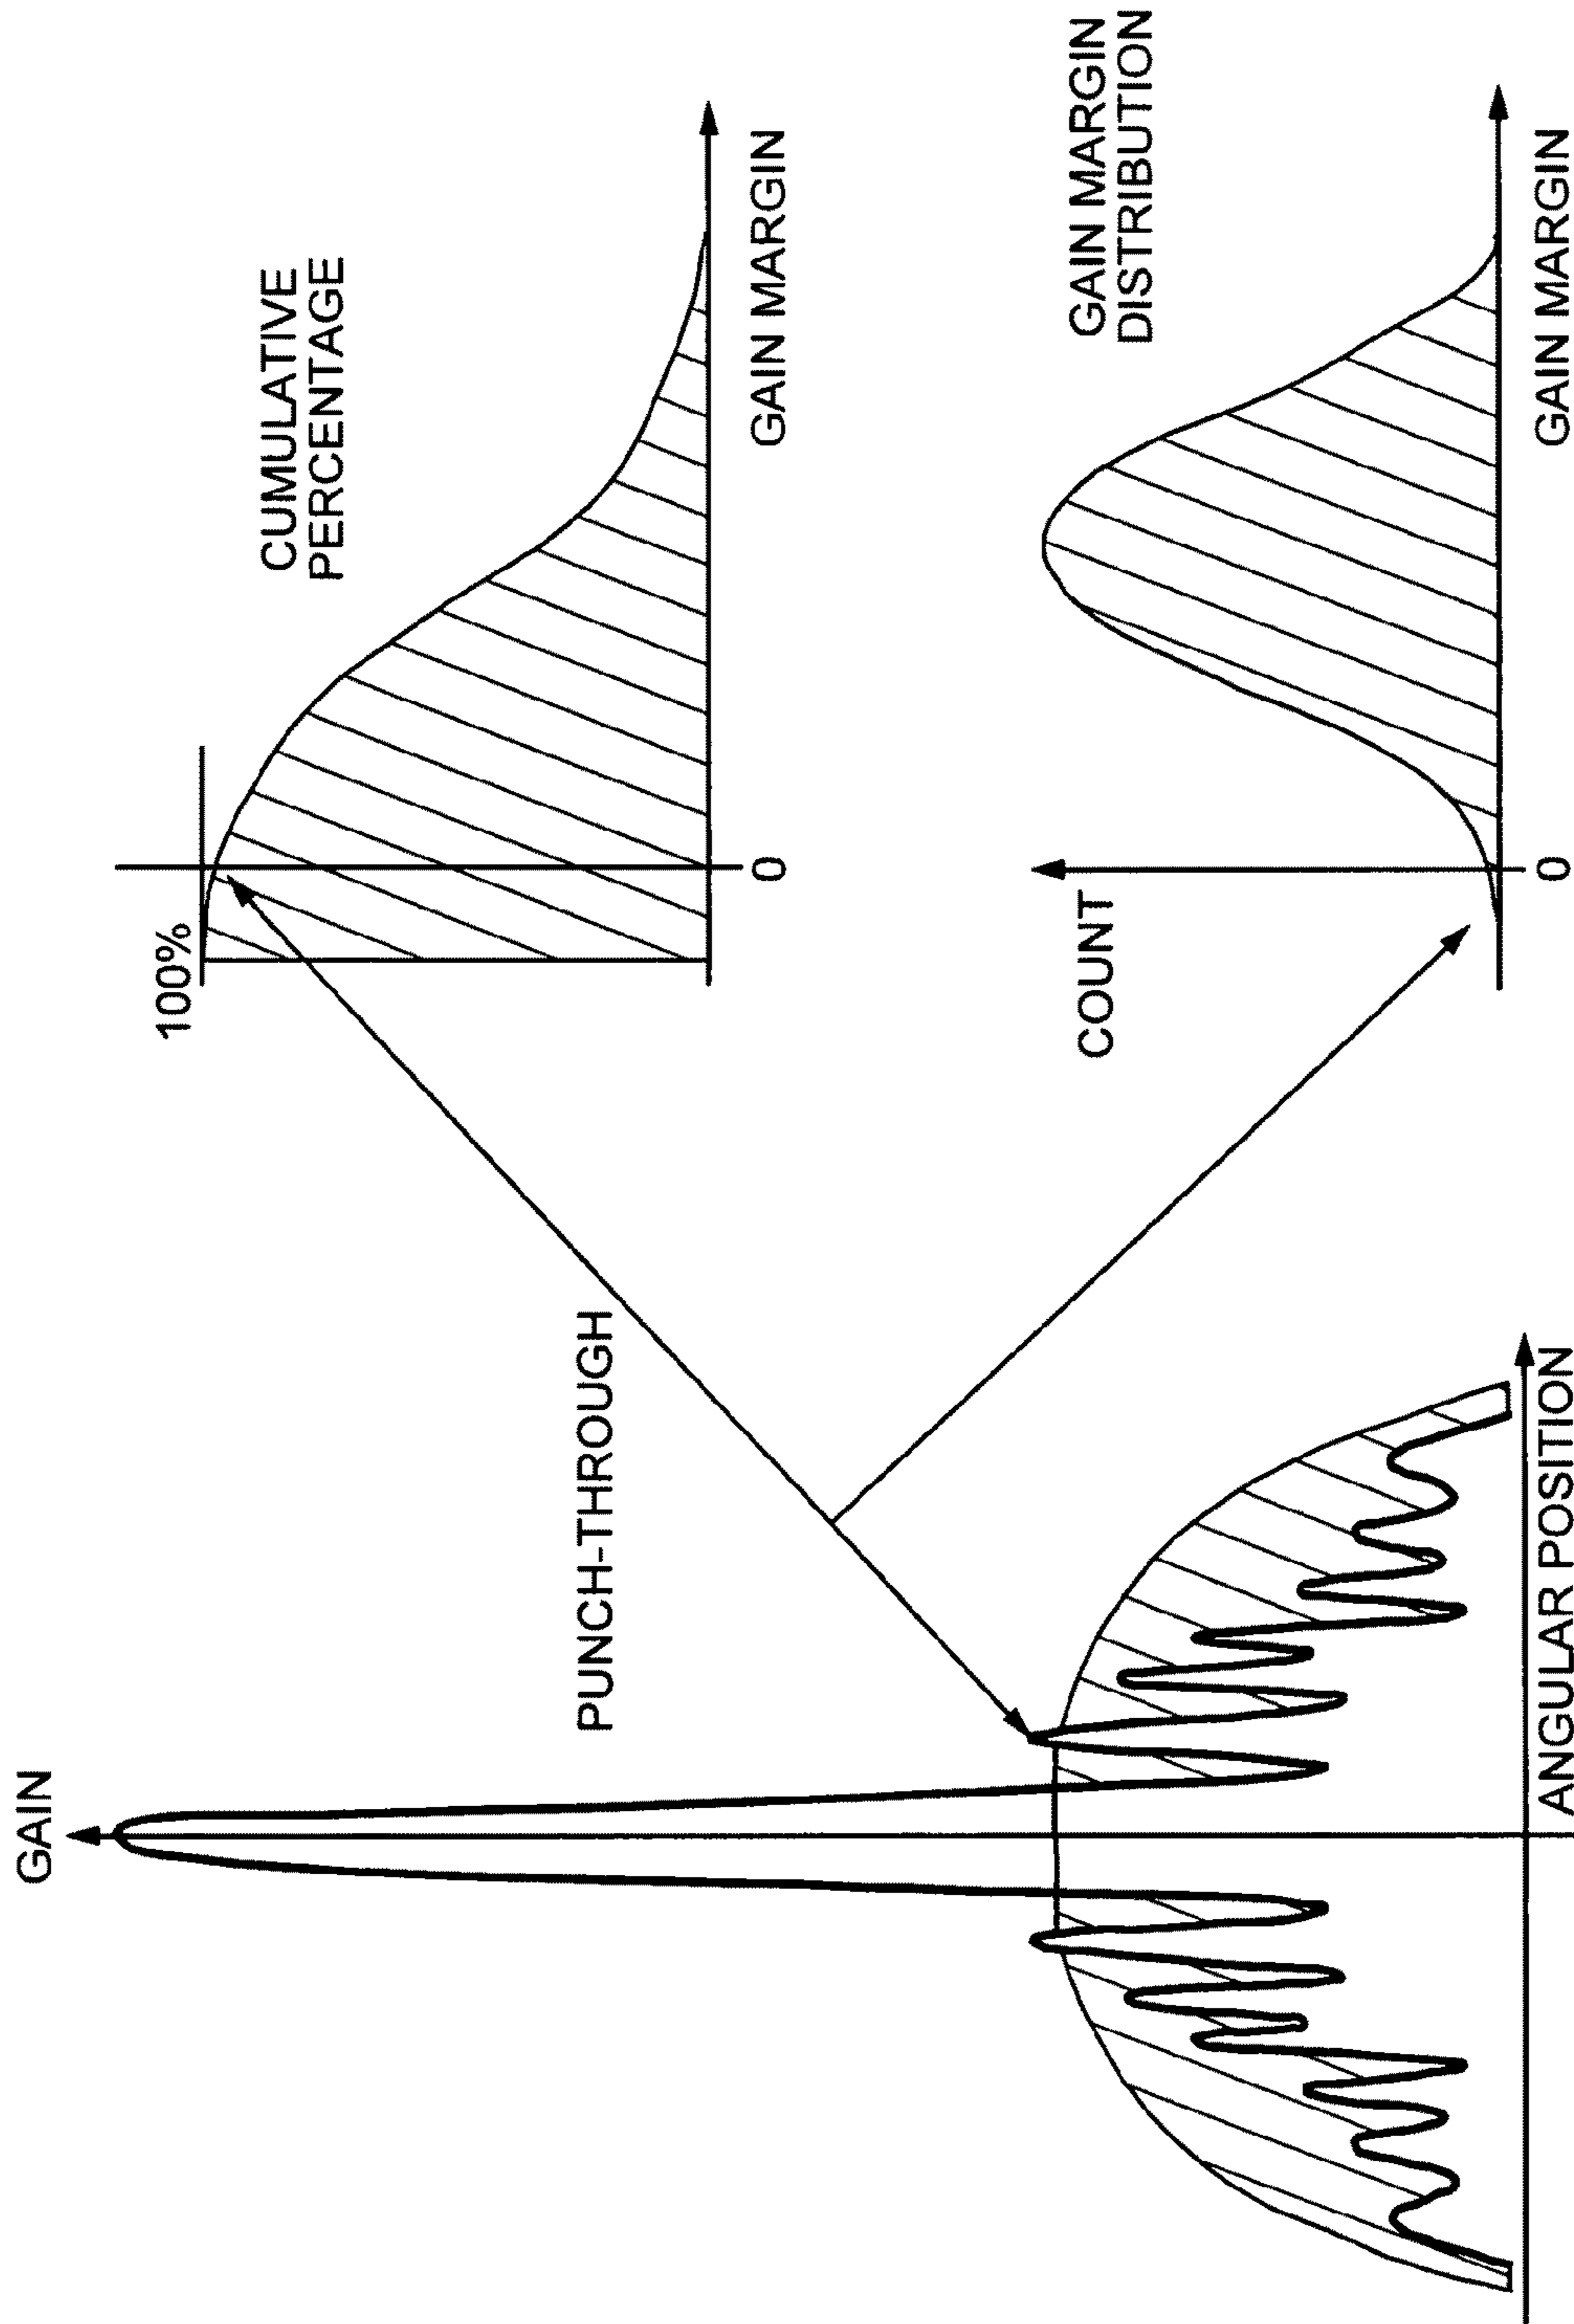 GAIN
PUNCH-THROUGH
ANGULAR POSITION
100%
CUMULATIVE
PERCENTAGE
0
GAIN MARGIN
COUNT
GAIN MARGIN
DISTRIBUTION
0
GAIN MARGIN